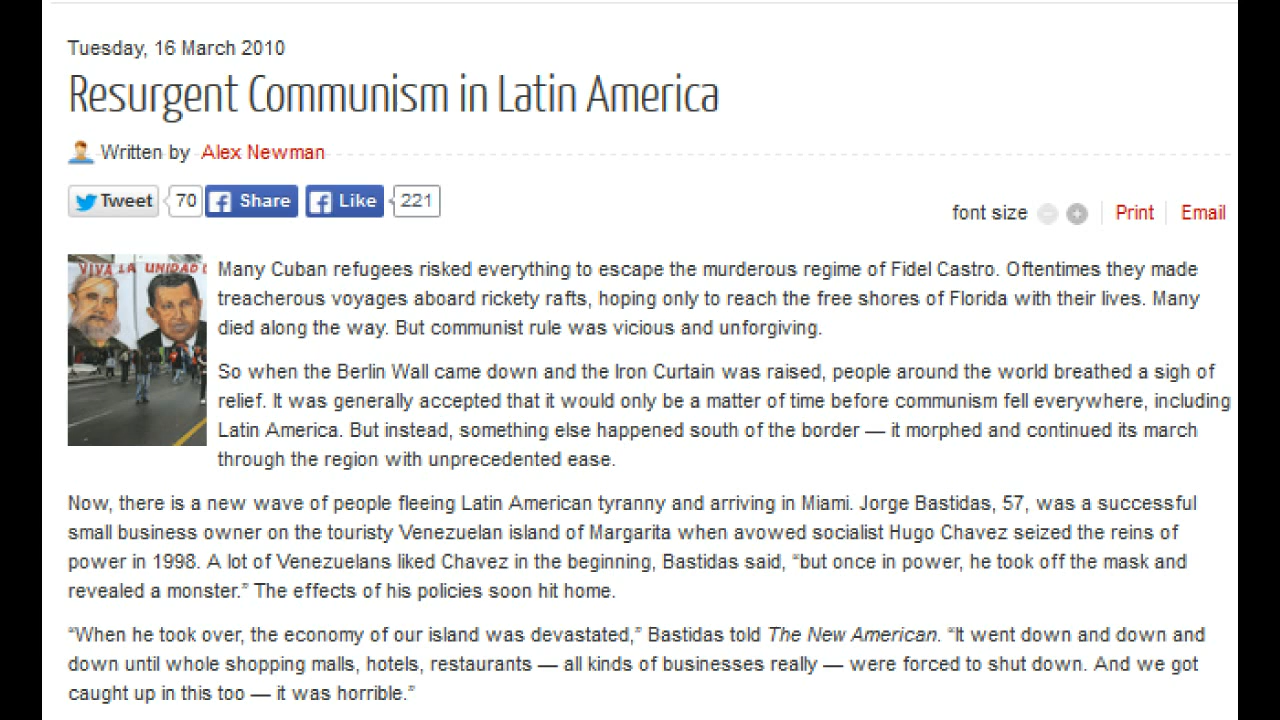 Tuesday, 16 March 2010
Resurgent Communism in Latin America
Written by Alex Newman
Tweet 70 Share Like 221
font size Print Email
VIVA LA UNIDAD
Many Cuban refugees risked everything to escape the murderous regime of Fidel Castro. Oftentimes they made
treacherous voyages aboard rickety rafts, hoping only to reach the free shores of Florida with their lives. Many
died along the way. But communist rule was vicious and unforgiving.
So when the Berlin Wall came down and the Iron Curtain was raised, people around the world breathed a sigh of
relief. It was generally accepted that it would only be a matter of time before communism fell everywhere, including
Latin America. But instead, something else happened south of the border — it morphed and continued its march
through the region with unprecedented ease.
Now, there is a new wave of people fleeing Latin American tyranny and arriving in Miami. Jorge Bastidas, 57, was a successful
small business owner on the touristy Venezuelan island of Margarita when avowed socialist Hugo Chavez seized the reins of
power in 1998. A lot of Venezuelans liked Chavez in the beginning, Bastidas said, “but once in power, he took off the mask and
revealed a monster.” The effects of his policies soon hit home.
“When he took over, the economy of our island was devastated,” Bastidas told The New American. “It went down and down and
down until whole shopping malls, hotels, restaurants — all kinds of businesses really — were forced to shut down. And we got
caught up in this too — it was horrible.”